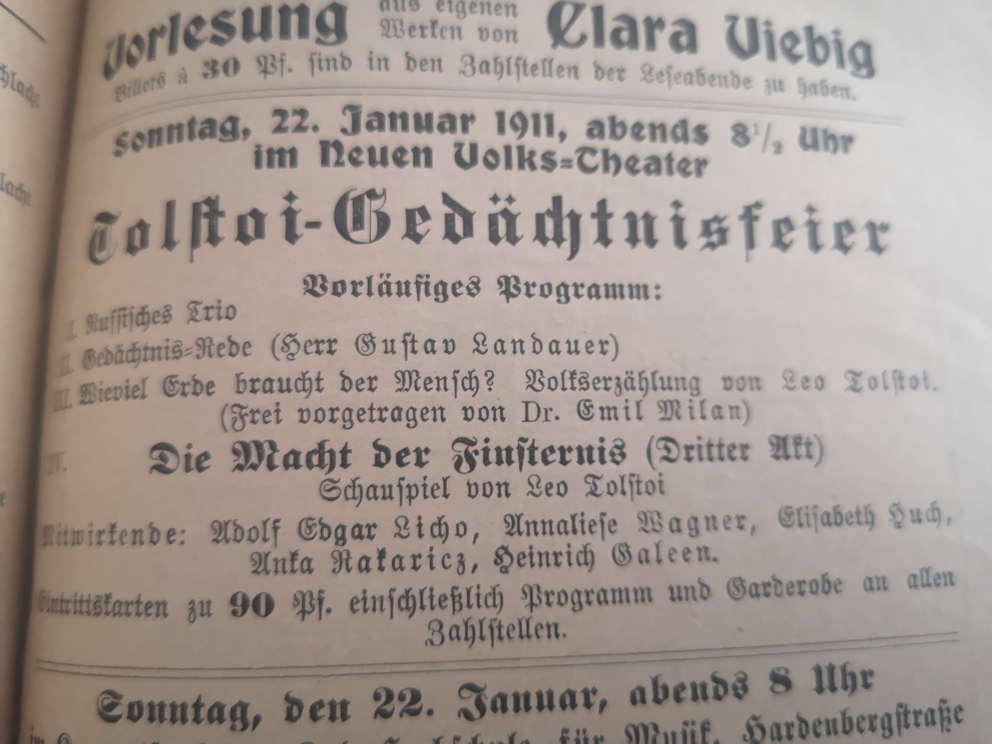 Vorlesung aus eigenen Werken von Clara Viebig
Billets à 30 Pf. sind in den Zahlstellen der Leseabende zu haben.
Sonntag, 22. Januar 1911, abends 8½ Uhr
im Neuen Volks=Theater
Tolstoi-Gedächtnisfeier
Vorläufiges Programm:
I. Russisches Trio
II. Gedächtnis=Rede (Herr Gustav Landauer)
III. Wieviel Erde braucht der Mensch? Volkserzählung von Leo Tolstoi.
(Frei vorgetragen von Dr. Emil Milan)
IV. Die Macht der Finsternis (Dritter Akt)
Schauspiel von Leo Tolstoi
Mitwirkende: Adolf Edgar Licho, Annaliese Wagner, Elisabeth Huch,
Anka Rakaricz, Heinrich Galeen.
Eintrittskarten zu 90 Pf. einschließlich Programm und Garderobe an allen
Zahlstellen.
Sonntag, den 22. Januar, abends 8 Uhr
für Musik, Hardenbergstraße